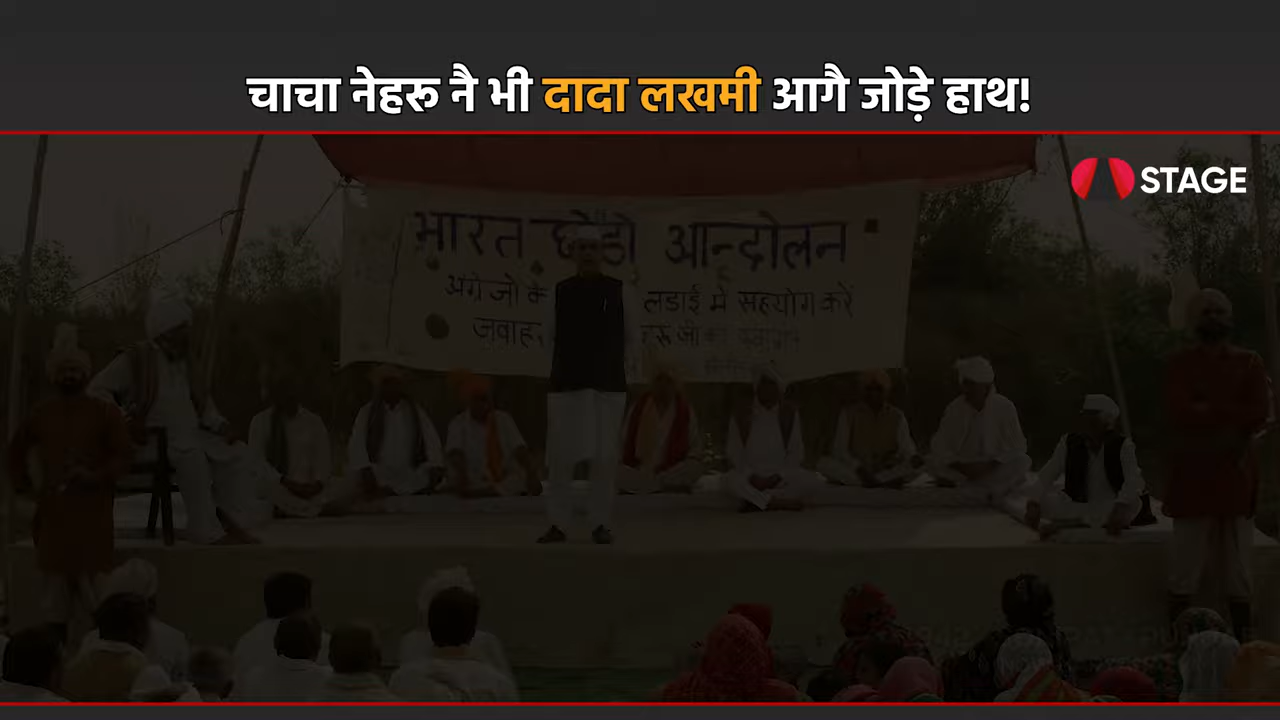 चाचा नेहरू नै भी दादा लखमी आगै जोड़े हाथ!
STAGE
भारत छोडो आन्दोलन
अंग्रेजो के लडाई में सहयोग करें